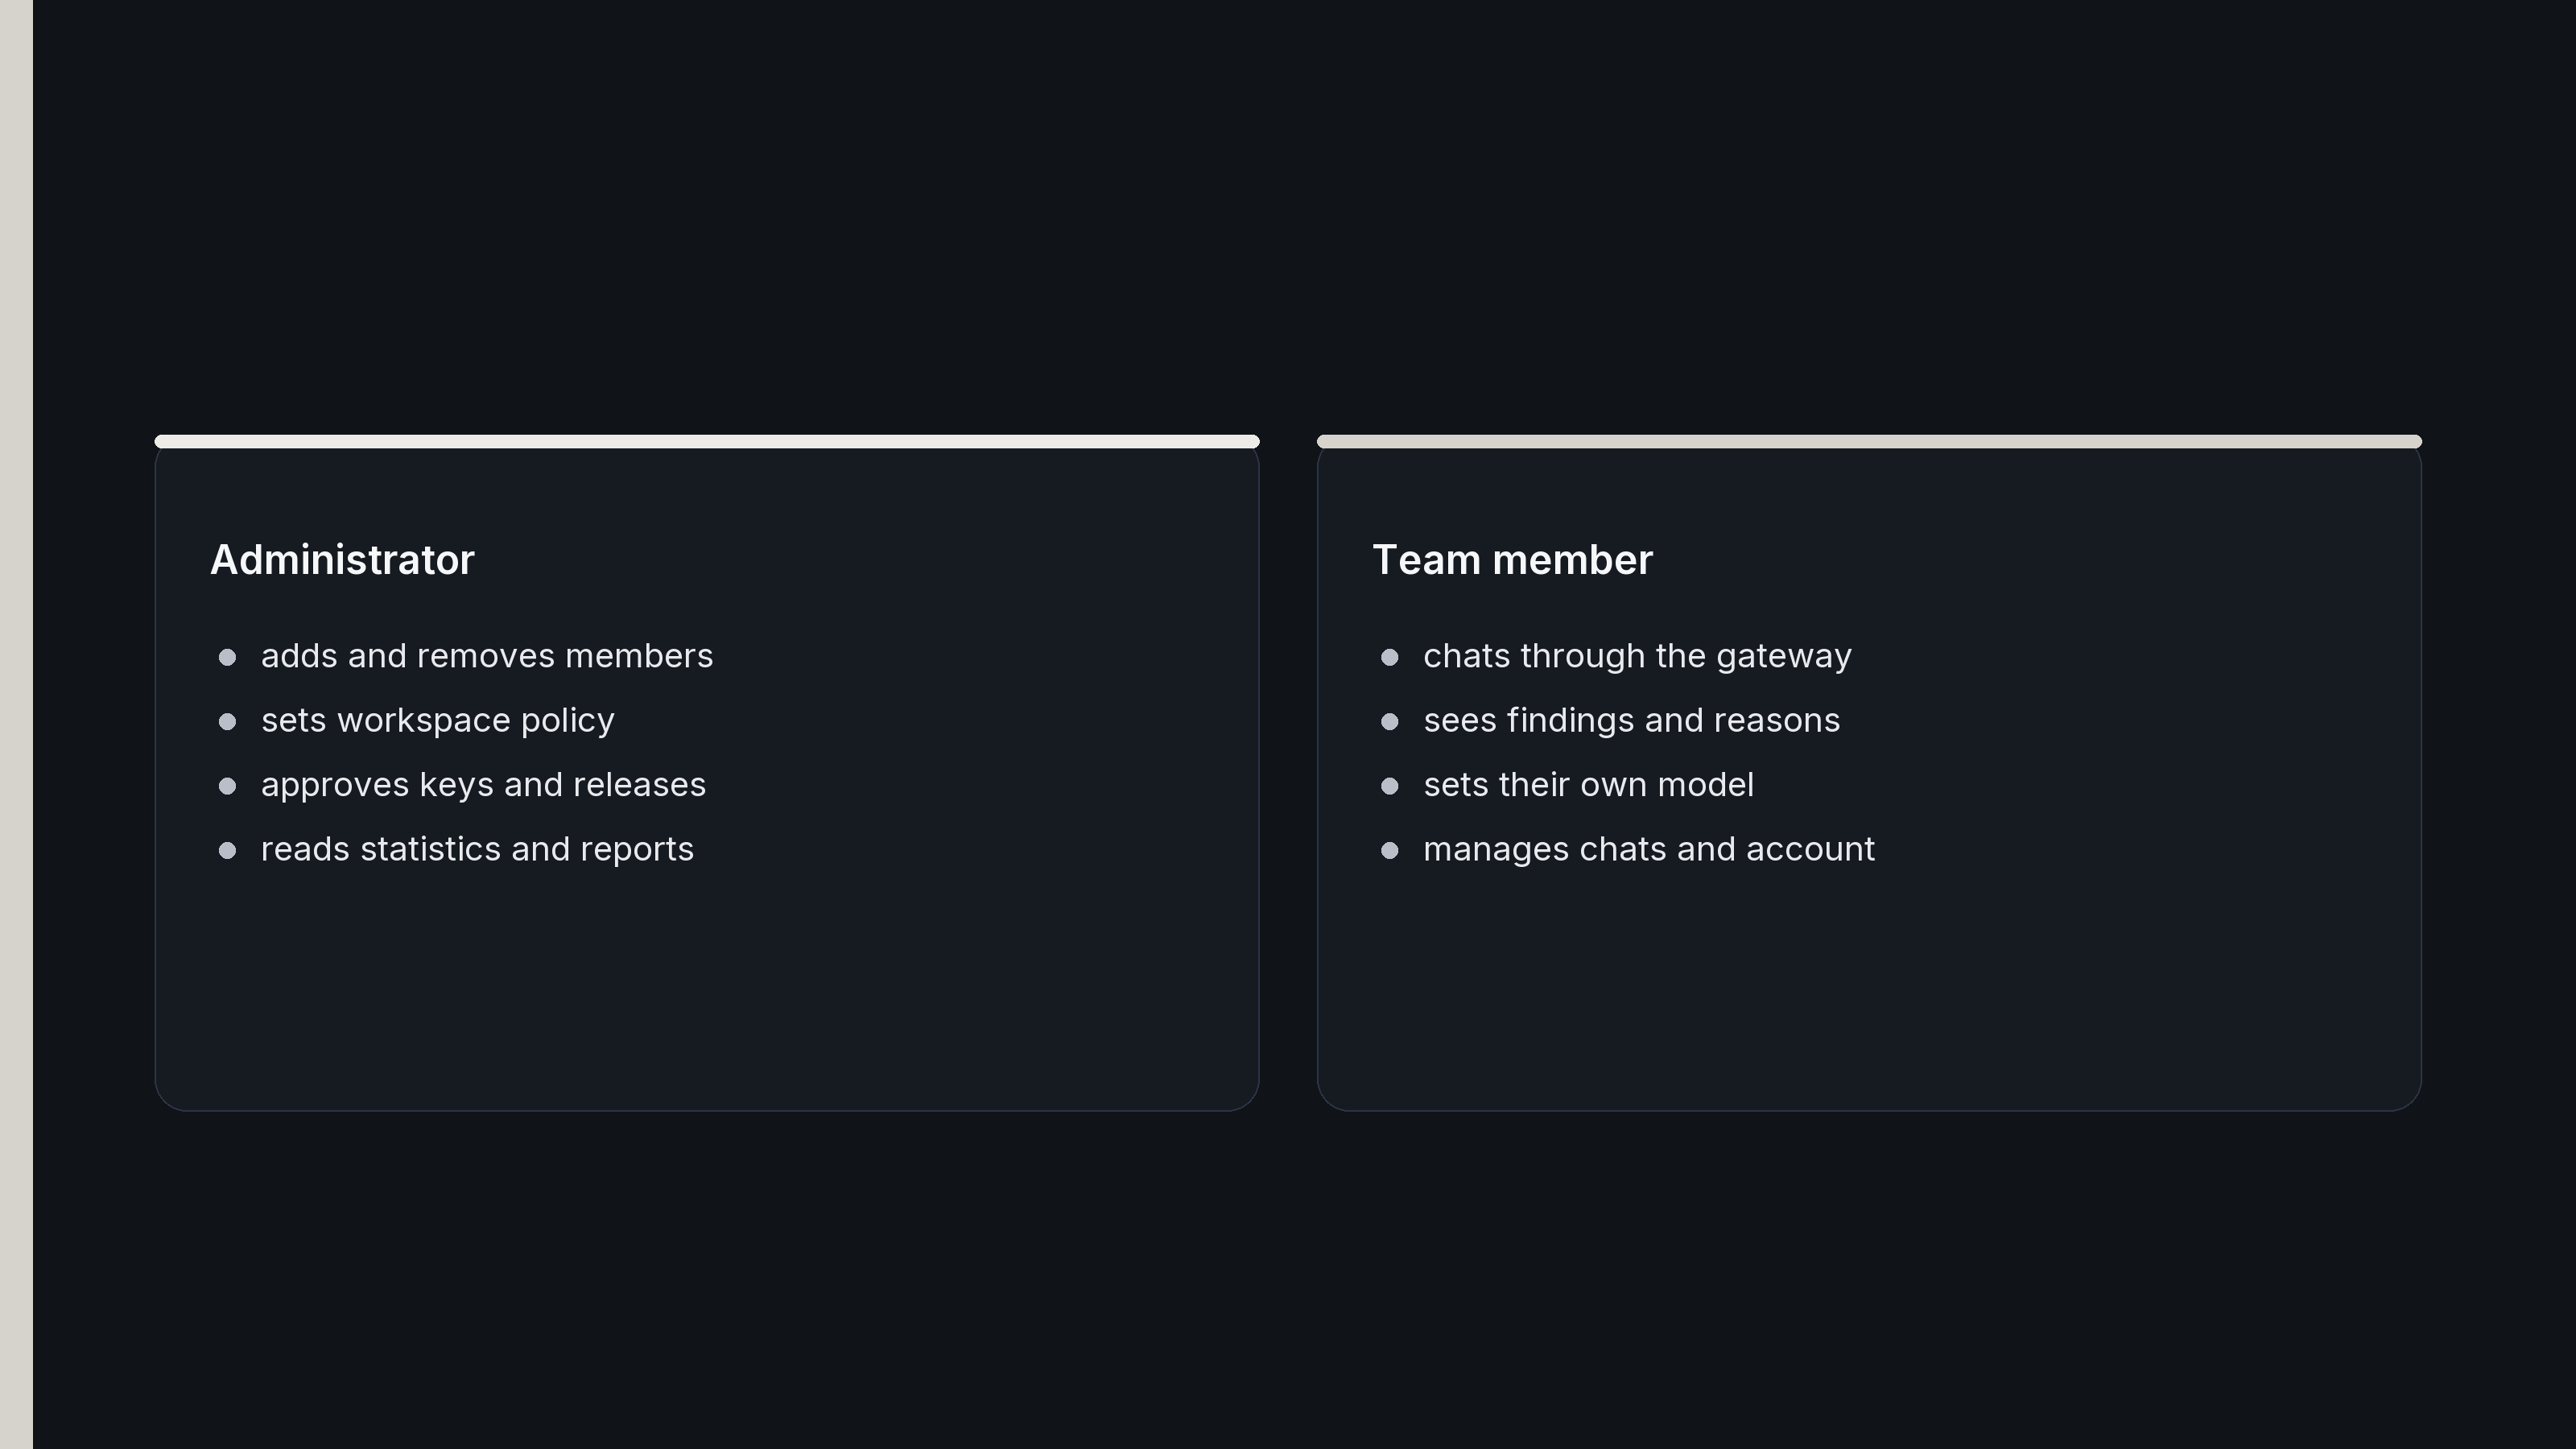 Administrator
adds and removes members
sets workspace policy
approves keys and releases
reads statistics and reports
Team member
chats through the gateway
sees findings and reasons
sets their own model
manages chats and account